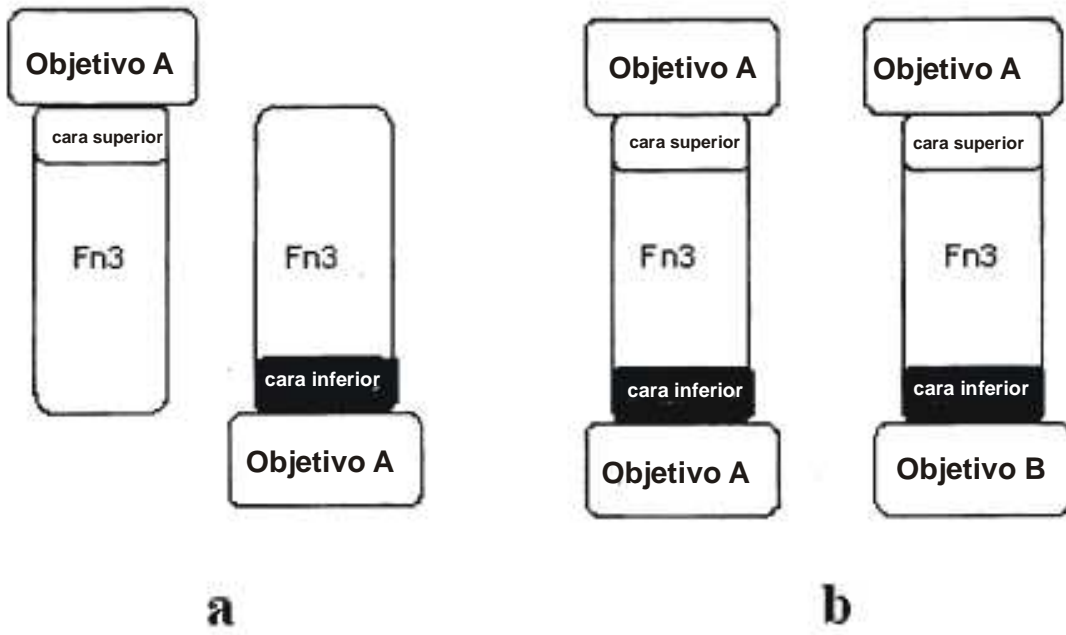 Objetivo A
cara superior
Fn3
Fn3
cara inferior
Objetivo A
a
Objetivo A
cara superior
Fn3
cara inferior
Objetivo A
Objetivo A
cara superior
Fn3
cara inferior
Objetivo B
b